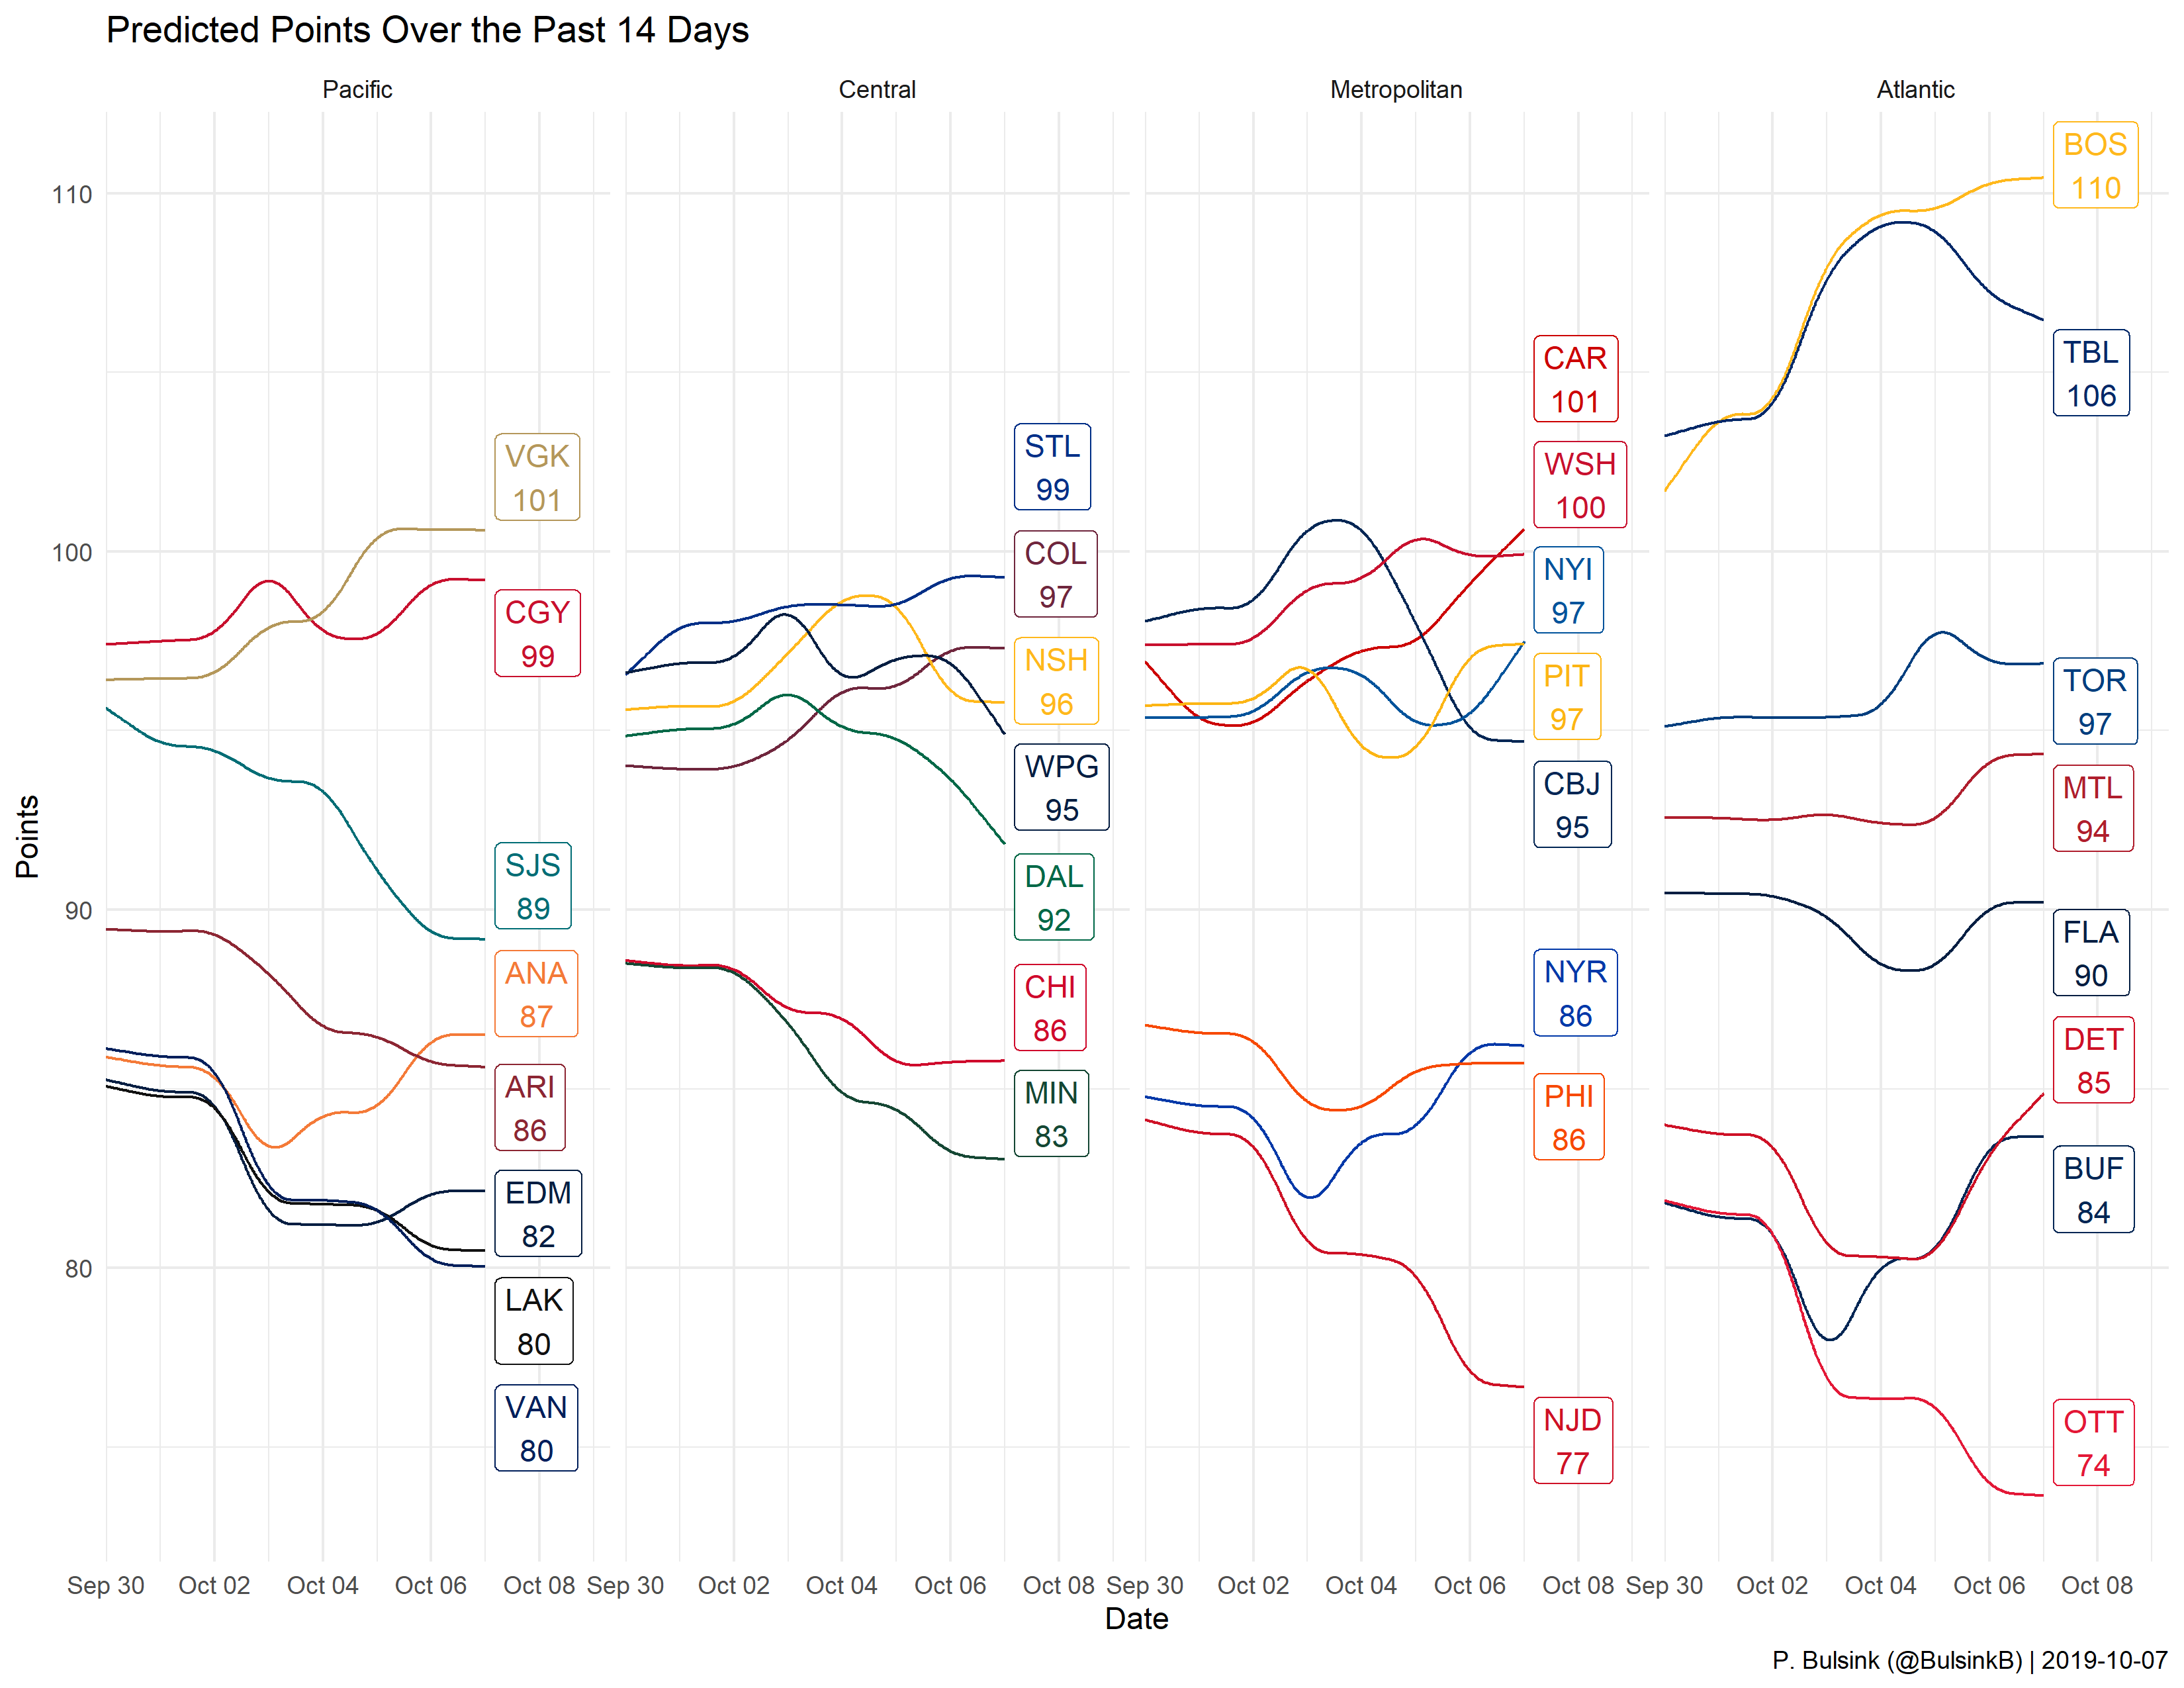 Predicted Points Over the Past 14 Days
Pacific
Central
Metropolitan
Atlantic
Points
110
100
90
80
VGK
101
CGY
99
SJS
89
ANA
87
ARI
86
EDM
82
LAK
80
VAN
80
STL
99
COL
97
NSH
96
WPG
95
DAL
92
CHI
86
MIN
83
CAR
101
WSH
100
NYI
97
PIT
97
CBJ
95
NYR
86
PHI
86
NJD
77
BOS
110
TBL
106
TOR
97
MTL
94
FLA
90
DET
85
BUF
84
OTT
74
Sep 30 Oct 02 Oct 04 Oct 06 Oct 08 Sep 30 Oct 02 Oct 04 Oct 06 Oct 08 Sep 30 Oct 02 Oct 04 Oct 06 Oct 08 Sep 30 Oct 02 Oct 04 Oct 06 Oct 08
Date
P. Bulsink (@BulsinkB) | 2019-10-07